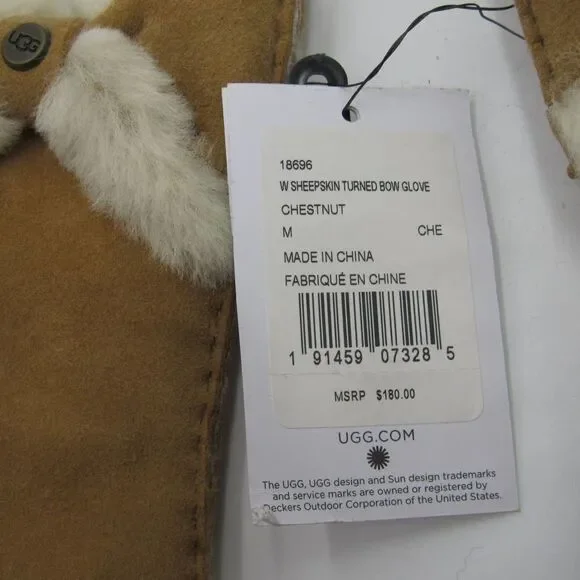 UGG
18696
W SHEEPSKIN TURNED BOW GLOVE
CHESTNUT
M CHE
MADE IN CHINA
FABRIQUÉ EN CHINE
1 91459 07328 5
MSRP $180.00
UGG.COM
The UGG, UGG design and Sun design trademarks
and service marks are owned or registered by
Deckers Outdoor Corporation of the United States.